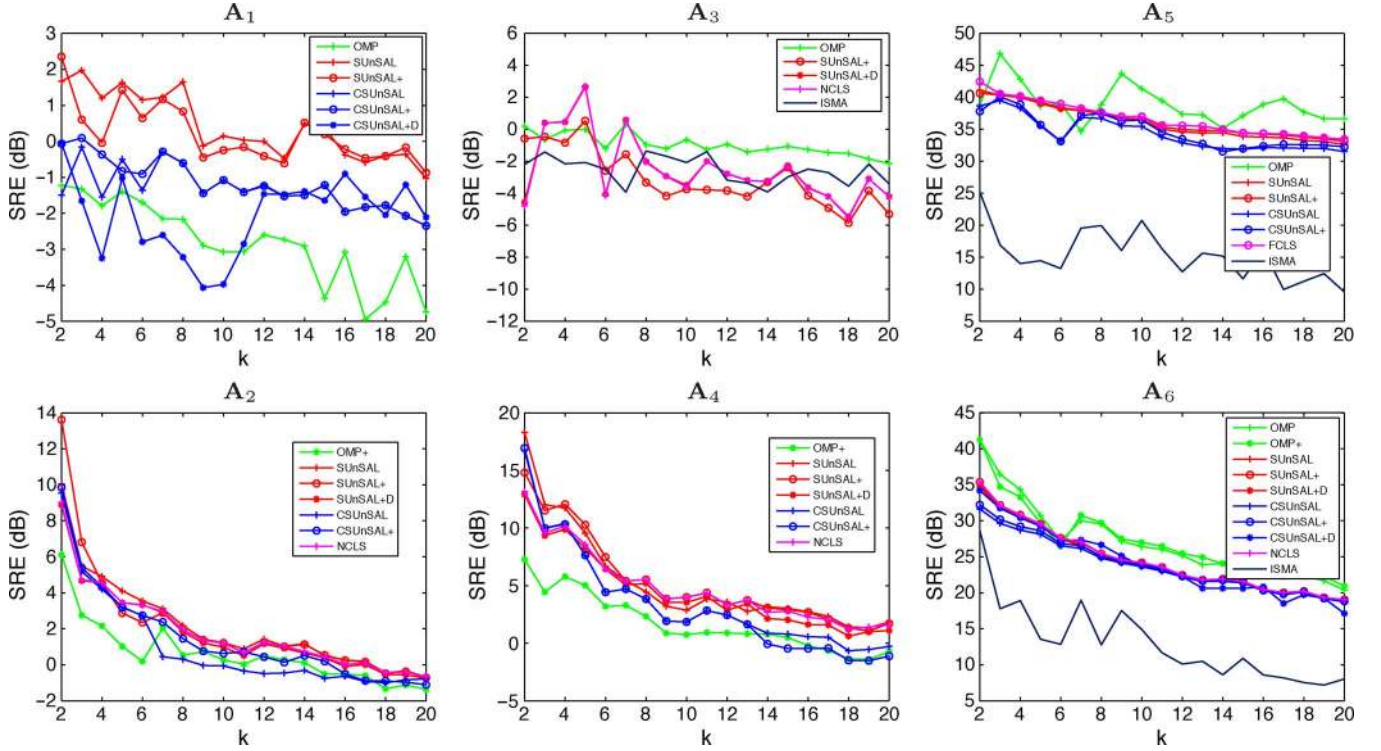 A1
SRE (dB)
3
2
1
0
−1
−2
−3
−4
−5
2 4 6 8 10 12 14 16 18 20
k
OMP
SUnSAL
SUnSAL+
CSUnSAL
CSUnSAL+
CSUnSAL+D
A3
SRE (dB)
6
4
2
0
−2
−4
−6
−8
−10
−12
2 4 6 8 10 12 14 16 18 20
k
OMP
SUnSAL+
SUnSAL+D
NCLS
ISMA
A5
SRE (dB)
50
45
40
35
30
25
20
15
10
5
2 4 6 8 10 12 14 16 18 20
k
OMP
SUnSAL
SUnSAL+
CSUnSAL
CSUnSAL+
FCLS
ISMA
A2
SRE (dB)
14
12
10
8
6
4
2
0
−2
2 4 6 8 10 12 14 16 18 20
k
OMP+
SUnSAL
SUnSAL+
SUnSAL+D
CSUnSAL
CSUnSAL+
NCLS
A4
SRE (dB)
20
15
10
5
0
−5
2 4 6 8 10 12 14 16 18 20
k
OMP+
SUnSAL
SUnSAL+
SUnSAL+D
CSUnSAL
CSUnSAL+
NCLS
A6
SRE (dB)
45
40
35
30
25
20
15
10
5
2 4 6 8 10 12 14 16 18 20
k
OMP
OMP+
SUnSAL
SUnSAL+
SUnSAL+D
CSUnSAL
CSUnSAL+
CSUnSAL+D
NCLS
ISMA